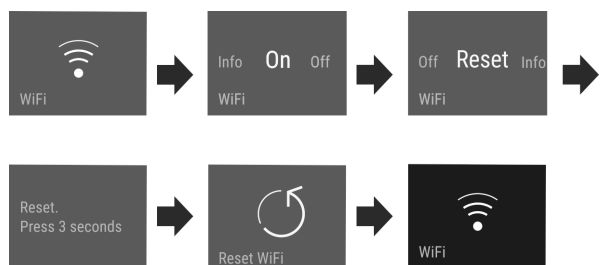 WiFi
Info On Off
WiFi
Off Reset Info
WiFi
Reset.
Press 3 seconds
Reset WiFi
WiFi